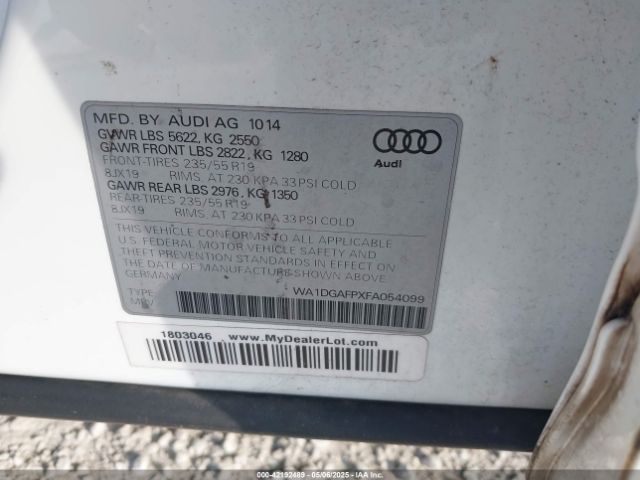 MFD. BY AUDI AG 10 14
GVWR LBS 5622, KG 2550
GAWR FRONT LBS 2822, KG 1280
FRONT-TIRES 235/55 R19
8JX19 RIMS. AT 230 KPA 33 PSI COLD
GAWR REAR LBS 2976, KG 1350
REAR-TIRES 235/55 R19
8JX19 RIMS. AT 230 KPA 33 PSI COLD
Audi
THIS VEHICLE CONFORMS TO ALL APPLICABLE
U.S. FEDERAL MOTOR VEHICLE SAFETY AND
THEFT PREVENTION STANDARDS IN EFFECT ON
THE DATE OF MANUFACTURE SHOWN ABOVE.
GERMANY
WA1DGAFPXFA054099
TYPE:
MPV
1803046 www.MyDealerLot.com
000-42192489 - 05/06/2025 - IAA Inc.